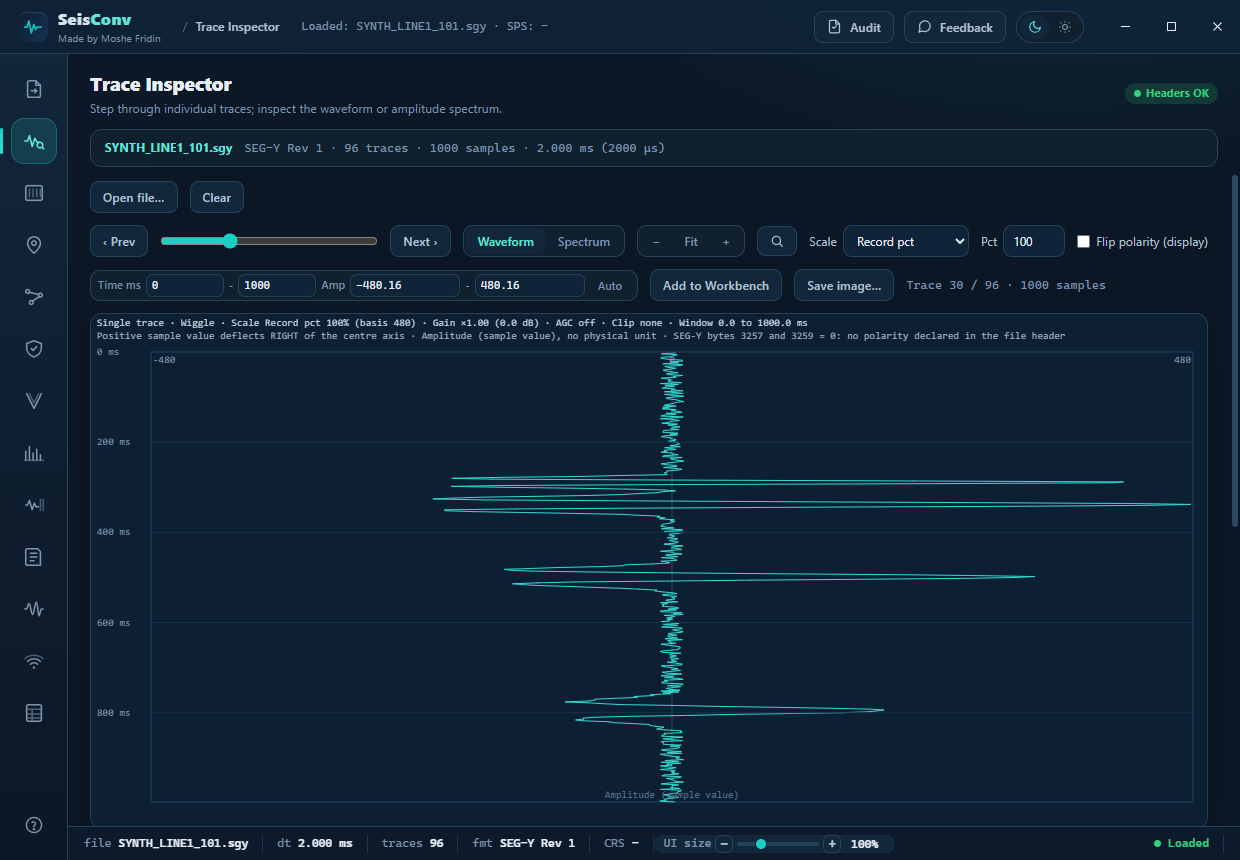 SeisConv
Made by Moshe Fridin
/ Trace Inspector
Loaded: SYNTH_LINE1_101.sgy · SPS: —
Audit
Feedback
Trace Inspector
Step through individual traces; inspect the waveform or amplitude spectrum.
Headers OK
SYNTH_LINE1_101.sgy SEG-Y Rev 1 · 96 traces · 1000 samples · 2.000 ms (2000 µs)
Open file... Clear
‹ Prev Next › Waveform Spectrum − Fit + Scale Record pct Pct 100 Flip polarity (display)
Time ms 0 - 1000 Amp −480.16 - 480.16 Auto Add to Workbench Save image... Trace 30 / 96 · 1000 samples
Single trace · Wiggle · Scale Record pct 100% (basis 480) · Gain ×1.00 (0.0 dB) · AGC off · Clip none · Window 0.0 to 1000.0 ms
Positive sample value deflects RIGHT of the centre axis · Amplitude (sample value), no physical unit · SEG-Y bytes 3257 and 3259 = 0: no polarity declared in the file header
0 ms
-480 480
200 ms
400 ms
600 ms
800 ms
Amplitude (sample value)
file SYNTH_LINE1_101.sgy dt 2.000 ms traces 96 fmt SEG-Y Rev 1 CRS — UI size − + 100% Loaded